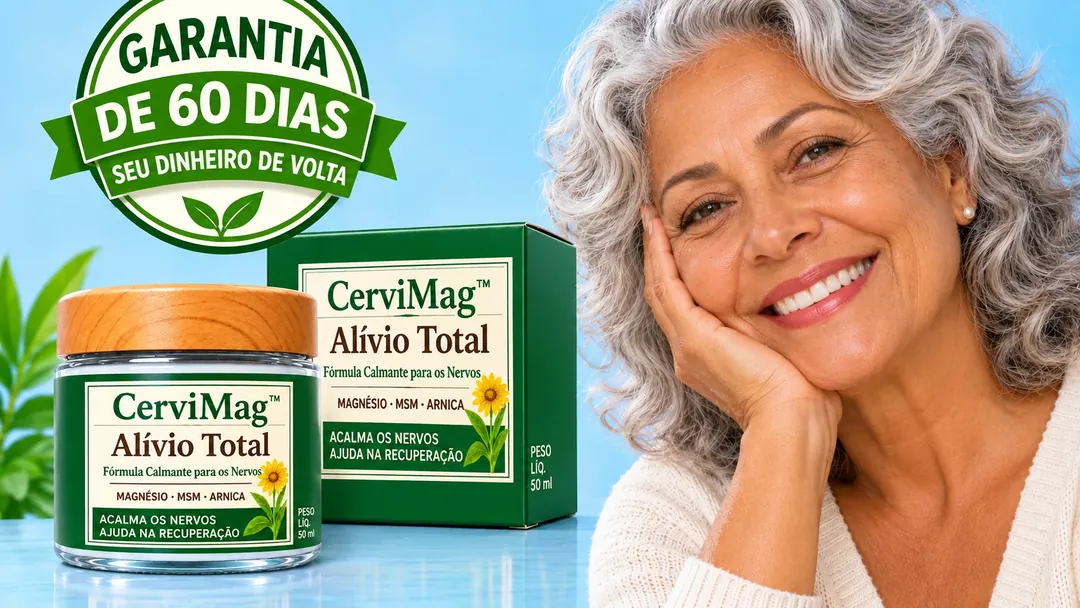 GARANTIA
DE 60 DIAS
SEU DINHEIRO DE VOLTA
CerviMag™
Alívio Total
Fórmula Calmante para os Nervos
MAGNÉSIO · MSM · ARNICA
ACALMA OS NERVOS
AJUDA NA RECUPERAÇÃO
PESO
LÍQ.
50 ml
CerviMag™
Alívio Total
Fórmula Calmante para os Nervos
MAGNÉSIO · MSM · ARNICA
ACALMA OS NERVOS
AJUDA NA RECUPERAÇÃO
PESO
LÍQ.
50 ml